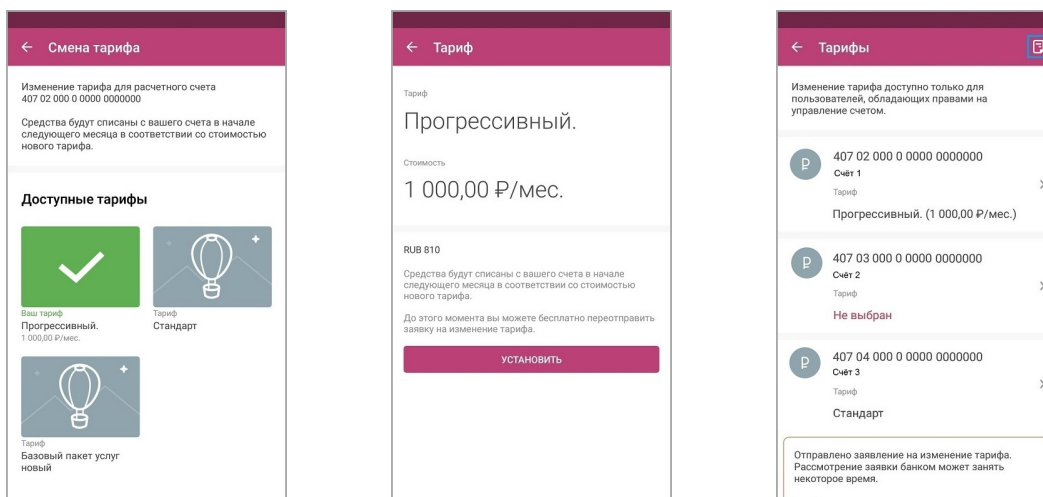 Смена тарифа
Изменение тарифа для расчетного счета
407 02 000 0 0000 0000000
Средства будут списаны с вашего счета в начале
следующего месяца в соответствии со стоимостью
нового тарифа.
Доступные тарифы
Ваш тариф
Прогрессивный.
1 000,00 ₽/мес.
Тариф
Стандарт
Тариф
Базовый пакет услуг
новый
Тариф
Тариф
Прогрессивный.
Стоимость
1 000,00 ₽/мес.
RUB 810
Средства будут списаны с вашего счета в начале
следующего месяца в соответствии со стоимостью
нового тарифа.
До этого момента вы можете бесплатно переотправить
заявку на изменение тарифа.
УСТАНОВИТЬ
Тарифы
Изменение тарифа доступно только для
пользователей, обладающих правами на
управление счетом.
₽
407 02 000 0 0000 0000000
Счёт 1
Тариф
Прогрессивный. (1 000,00 ₽/мес.)
₽
407 03 000 0 0000 0000000
Счёт 2
Тариф
Не выбран
₽
407 04 000 0 0000 0000000
Счёт 3
Тариф
Стандарт
Отправлено заявление на изменение тарифа.
Рассмотрение заявки банком может занять
некоторое время.